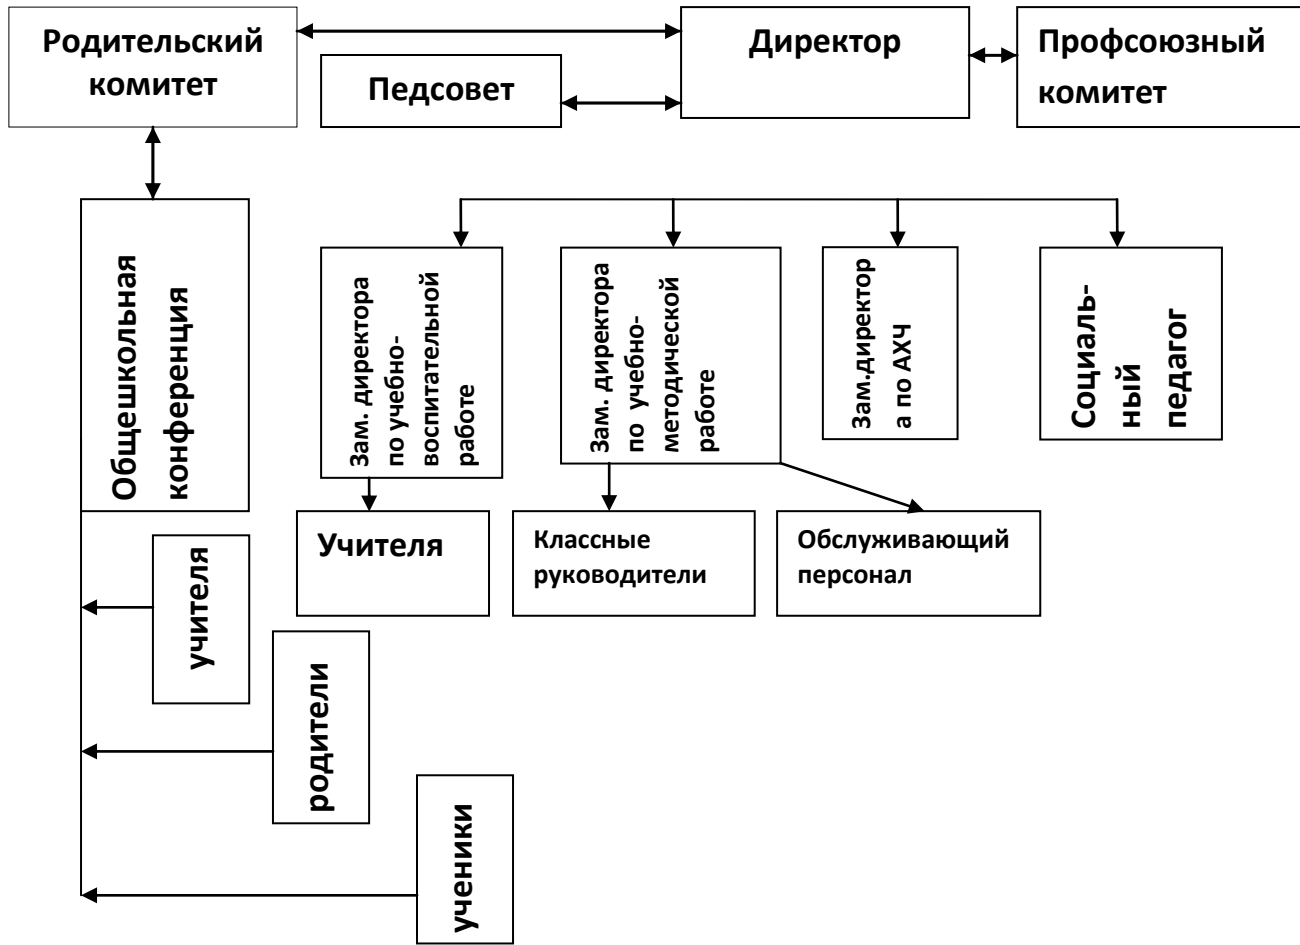 Родительский
комитет
Педсовет
Директор
Профсоюзный
комитет
Общешкольная
конференция
Зам. директора
по учебно-
воспитательной
работе
Зам. директора
по учебно-
методической
работе
Зам.директор
а по АХЧ
Социаль-
ный
педагог
Учителя
Классные
руководители
Обслуживающий
персонал
учителя
родители
ученики